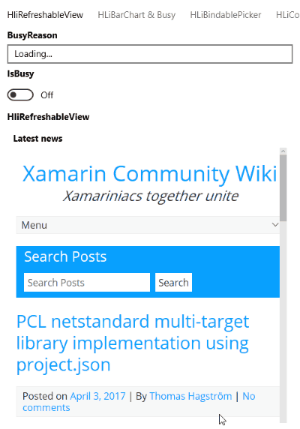 HliRefreshableView HLiBarChart & Busy HLiBindablePicker HLiCo
BusyReason
Loading...
IsBusy
Off
HliRefreshableView
Latest news
Xamarin Community Wiki
Xamariniacs together unite
Menu
Search Posts
Search Posts Search
PCL netstandard multi-target
library implementation using
project.json
Posted on April 3, 2017 | By Thomas Hagström | No
comments